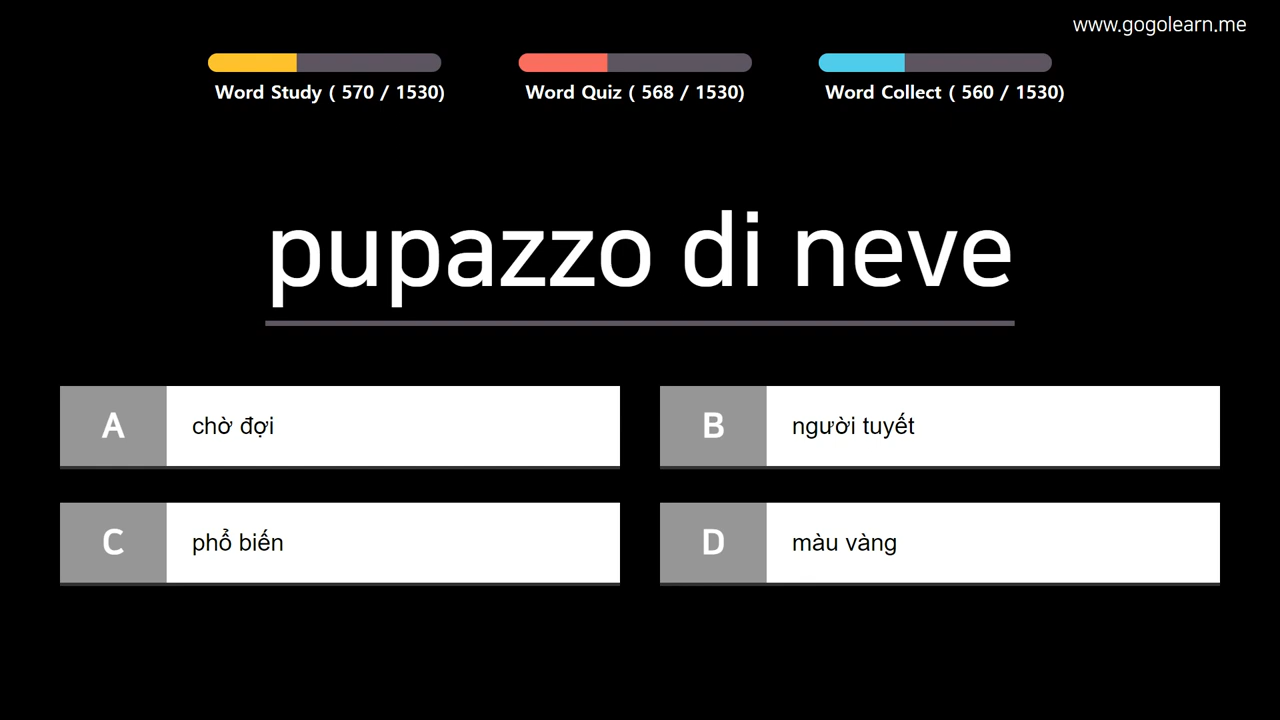 www.gogolearn.me
Word Study ( 570 / 1530)
Word Quiz ( 568 / 1530)
Word Collect ( 560 / 1530)
pupazzo di neve
A chờ đợi
B người tuyết
C phổ biến
D màu vàng